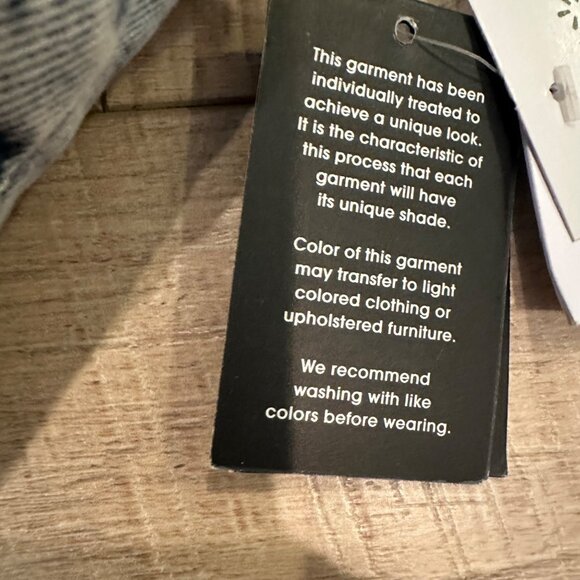 This garment has been
individually treated to
achieve a unique look.
It is the characteristic of
this process that each
garment will have
its unique shade.
Color of this garment
may transfer to light
colored clothing or
upholstered furniture.
We recommend
washing with like
colors before wearing.